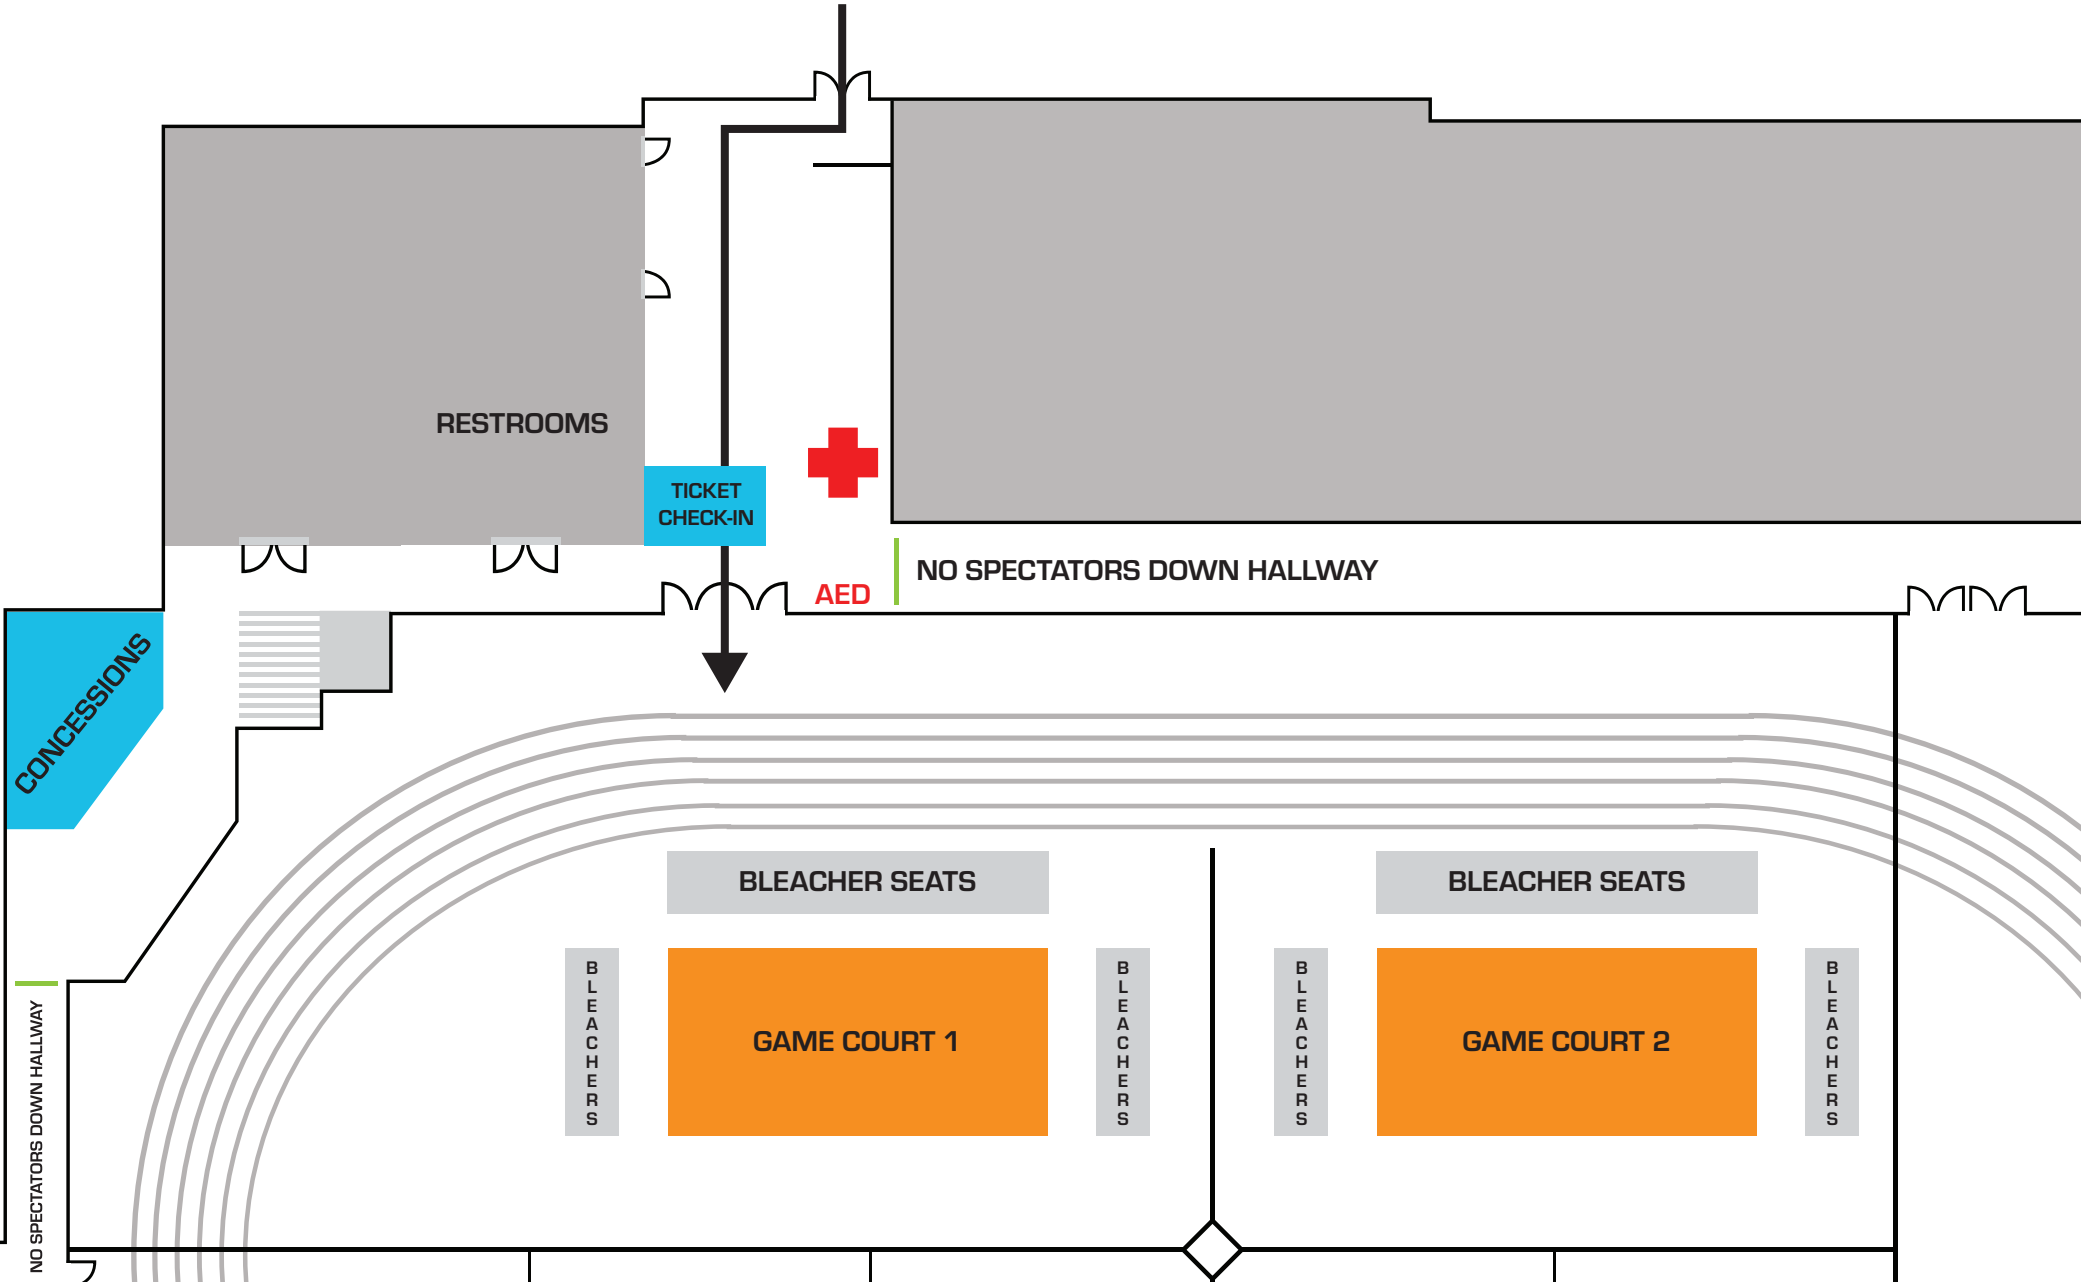 RESTROOMS
TICKET
CHECK-IN
AED
NO SPECTATORS DOWN HALLWAY
CONCESSIONS
BLEACHER SEATS
BLEACHER SEATS
BLEACHERS
GAME COURT 1
BLEACHERS
BLEACHERS
GAME COURT 2
BLEACHERS
NO SPECTATORS DOWN HALLWAY